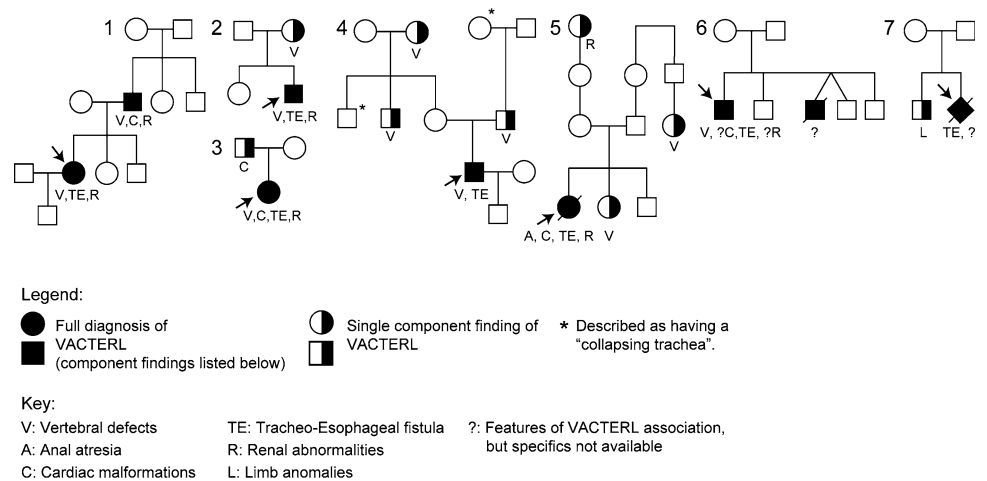 1 2 4 * 5 6 7
V V R
V,C,R V,TE,R * V V V, ?C,TE, ?R ? L TE, ?
3
C V
V,TE,R V,C,TE,R V, TE
A, C, TE, R V
Legend:
Full diagnosis of
VACTERL
(component findings listed below)
Single component finding of
VACTERL
* Described as having a
“collapsing trachea”.
Key:
V: Vertebral defects
A: Anal atresia
C: Cardiac malformations
TE: Tracheo-Esophageal fistula
R: Renal abnormalities
L: Limb anomalies
?: Features of VACTERL association,
but specifics not available